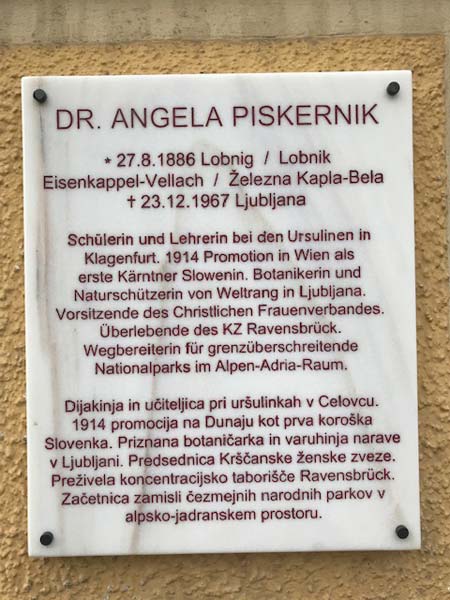 DR. ANGELA PISKERNIK
* 27.8.1886 Lobnig / Lobnik
Eisenkappel-Vellach / Železna Kapla-Bela
† 23.12.1967 Ljubljana
Schülerin und Lehrerin bei den Ursulinen in
Klagenfurt. 1914 Promotion in Wien als
erste Kärntner Slowenin. Botanikerin und
Naturschützerin von Weltrang in Ljubljana.
Vorsitzende des Christlichen Frauenverbandes.
Überlebende des KZ Ravensbrück.
Wegbereiterin für grenzüberschreitende
Nationalparks im Alpen-Adria-Raum.
Dijakinja in učiteljica pri uršulinkah v Celovcu.
1914 promocija na Dunaju kot prva koroška
Slovenka. Priznana botaničarka in varuhinja narave
v Ljubljani. Predsednica Krščanske ženske zveze.
Preživela koncentracijsko taborišče Ravensbrück.
Začetnica zamisli čezmejnih narodnih parkov v
alpsko-jadranskem prostoru.